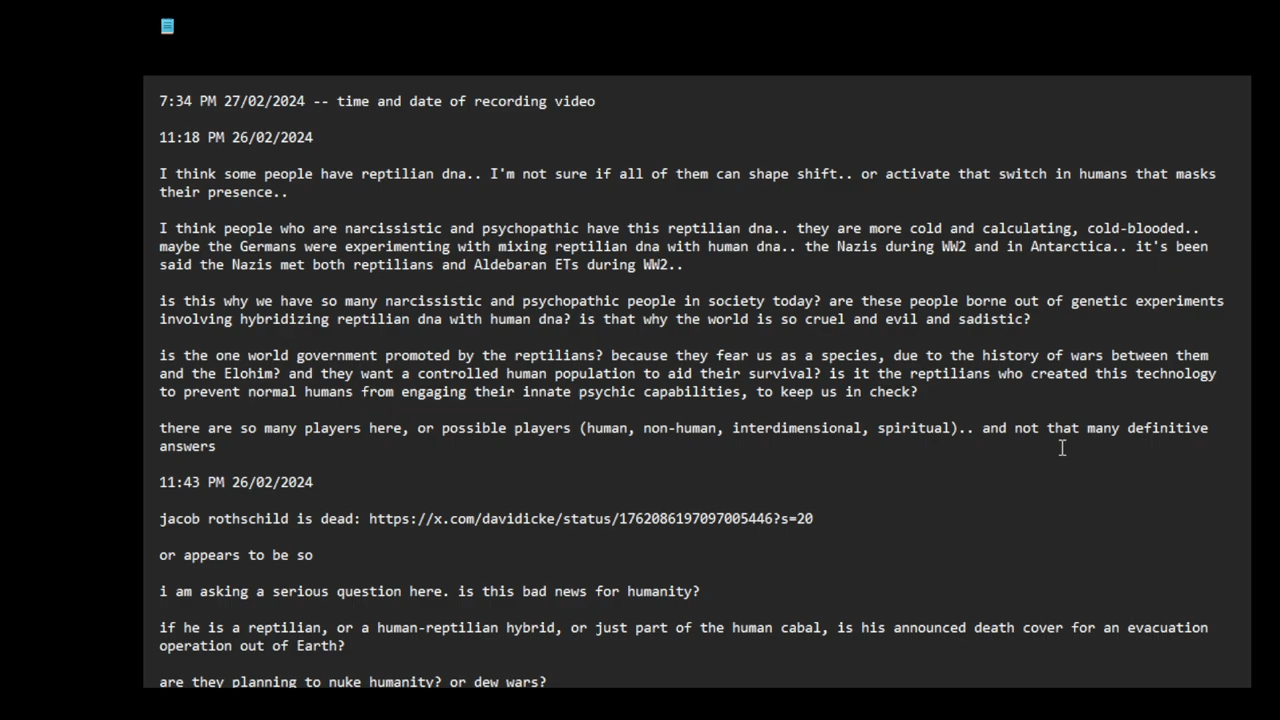 7:34 PM 27/02/2024 -- time and date of recording video
11:18 PM 26/02/2024
I think some people have reptilian dna.. I'm not sure if all of them can shape shift.. or activate that switch in humans that masks
their presence..
I think people who are narcissistic and psychopathic have this reptilian dna.. they are more cold and calculating, cold-blooded..
maybe the Germans were experimenting with mixing reptilian dna with human dna.. the Nazis during WW2 and in Antarctica.. it's been
said the Nazis met both reptilians and Aldebaran ETs during WW2..
is this why we have so many narcissistic and psychopathic people in society today? are these people borne out of genetic experiments
involving hybridizing reptilian dna with human dna? is that why the world is so cruel and evil and sadistic?
is the one world government promoted by the reptilians? because they fear us as a species, due to the history of wars between them
and the Elohim? and they want a controlled human population to aid their survival? is it the reptilians who created this technology
to prevent normal humans from engaging their innate psychic capabilities, to keep us in check?
there are so many players here, or possible players (human, non-human, interdimensional, spiritual).. and not that many definitive
answers
11:43 PM 26/02/2024
jacob rothschild is dead: https://x.com/davidicke/status/1762086197097005446?s=20
or appears to be so
i am asking a serious question here. is this bad news for humanity?
if he is a reptilian, or a human-reptilian hybrid, or just part of the human cabal, is his announced death cover for an evacuation
operation out of Earth?
are they planning to nuke humanity? or dew wars?